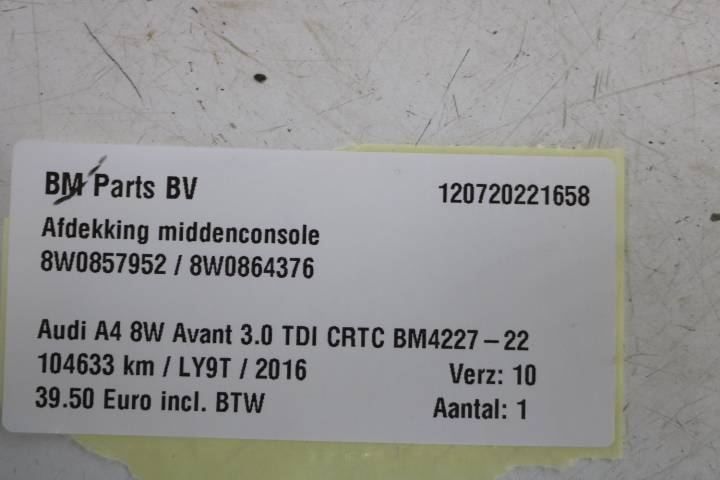 BM Parts BV 120720221658
Afdekking middenconsole
8W0857952 / 8W0864376
Audi A4 8W Avant 3.0 TDI CRTC BM4227-22
104633 km / LY9T / 2016 Verz: 10
39.50 Euro incl. BTW Aantal: 1